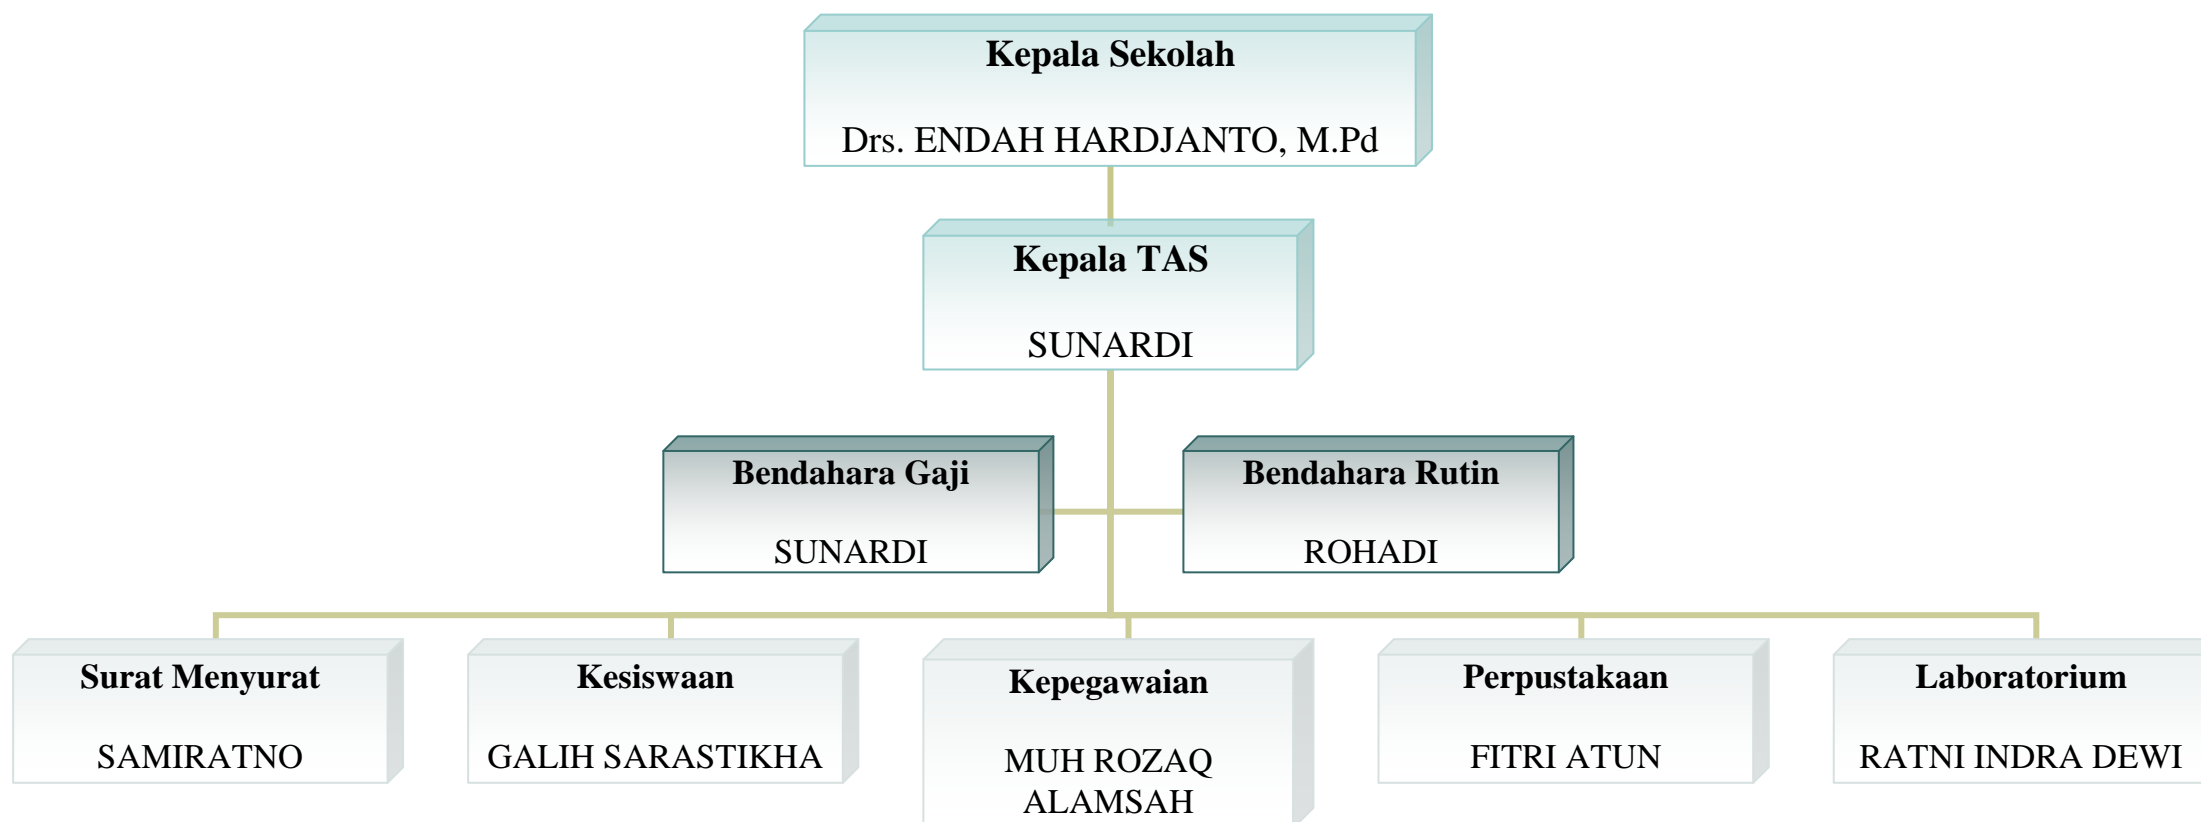 Kepala Sekolah
Drs. ENDAH HARDJANTO, M.Pd
Kepala TAS
SUNARDI
Bendahara Gaji
SUNARDI
Bendahara Rutin
ROHADI
Surat Menyurat
SAMIRATNO
Kesiswaan
GALIH SARASTIKHA
Kepegawaian
MUH ROZAQ
ALAMSAH
Perpustakaan
FITRI ATUN
Laboratorium
RATNI INDRA DEWI